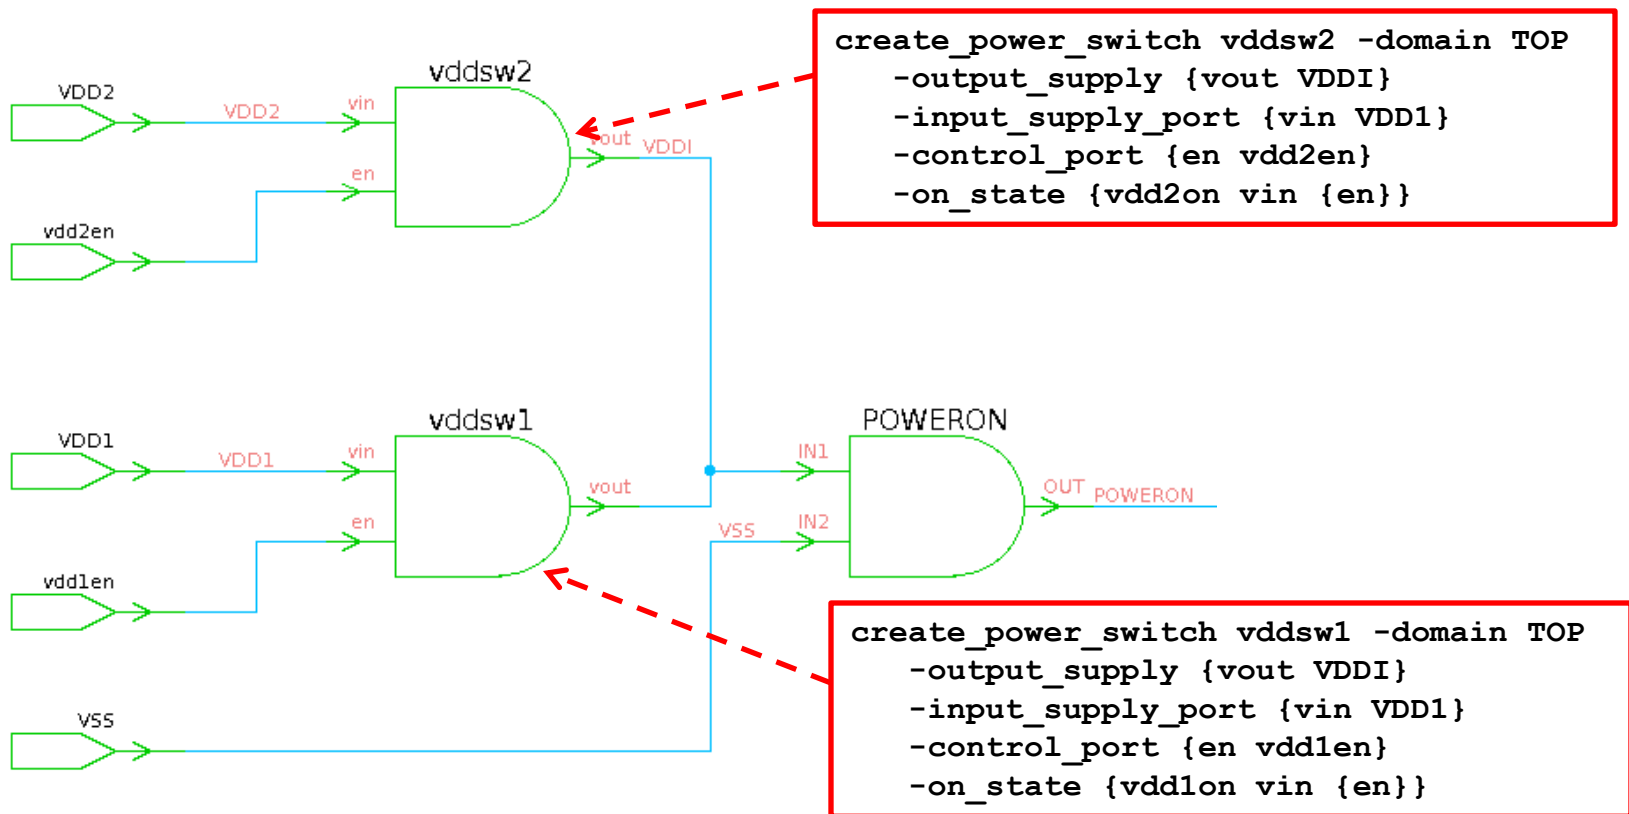 create_power_switch vddsw2 -domain TOP
-output_supply {vout VDDI}
-input_supply_port {vin VDD1}
-control_port {en vdd2en}
-on_state {vdd2on vin {en}}
vddsw2
VDD2
VDD2
vin
vout
VDDI
en
vdd2en
vddsw1
POWERON
VDD1
VDD1
vin
IN1
vout
OUT
POWERON
en
VSS
IN2
vdd1en
VSS
create_power_switch vddsw1 -domain TOP
-output_supply {vout VDDI}
-input_supply_port {vin VDD1}
-control_port {en vdd1en}
-on_state {vdd1on vin {en}}